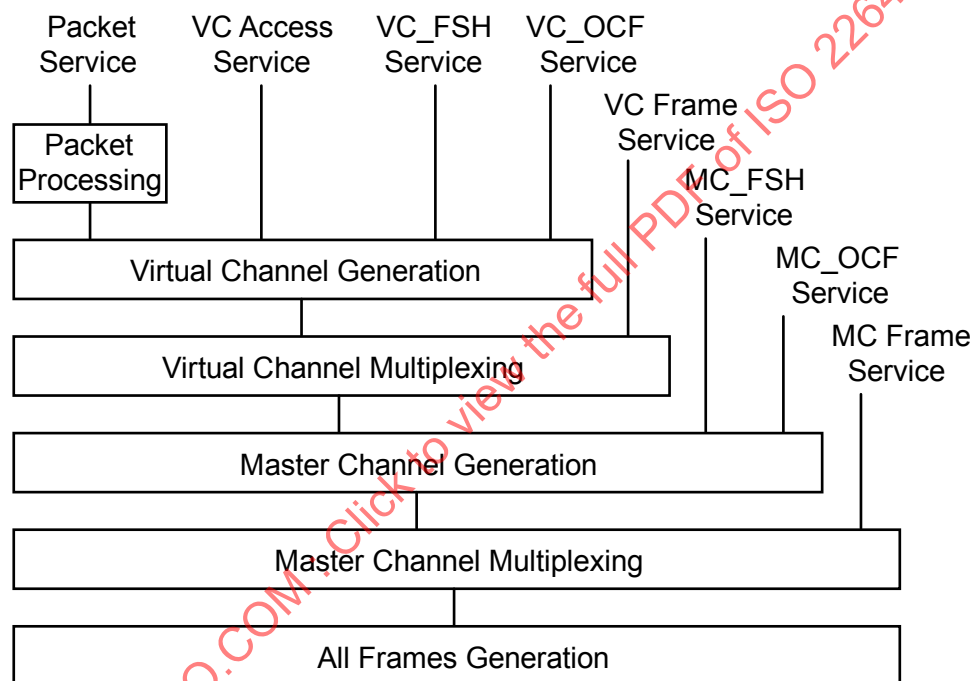 Packet
Service
VC Access
Service
VC_FSH
Service
VC_OCF
Service
VC Frame
Service
MC_FSH
Service
MC_OCF
Service
MC Frame
Service
Packet
Processing
Virtual Channel Generation
Virtual Channel Multiplexing
Master Channel Generation
Master Channel Multiplexing
All Frames Generation
O.COM : Click to view the full PDF of ISO 2264